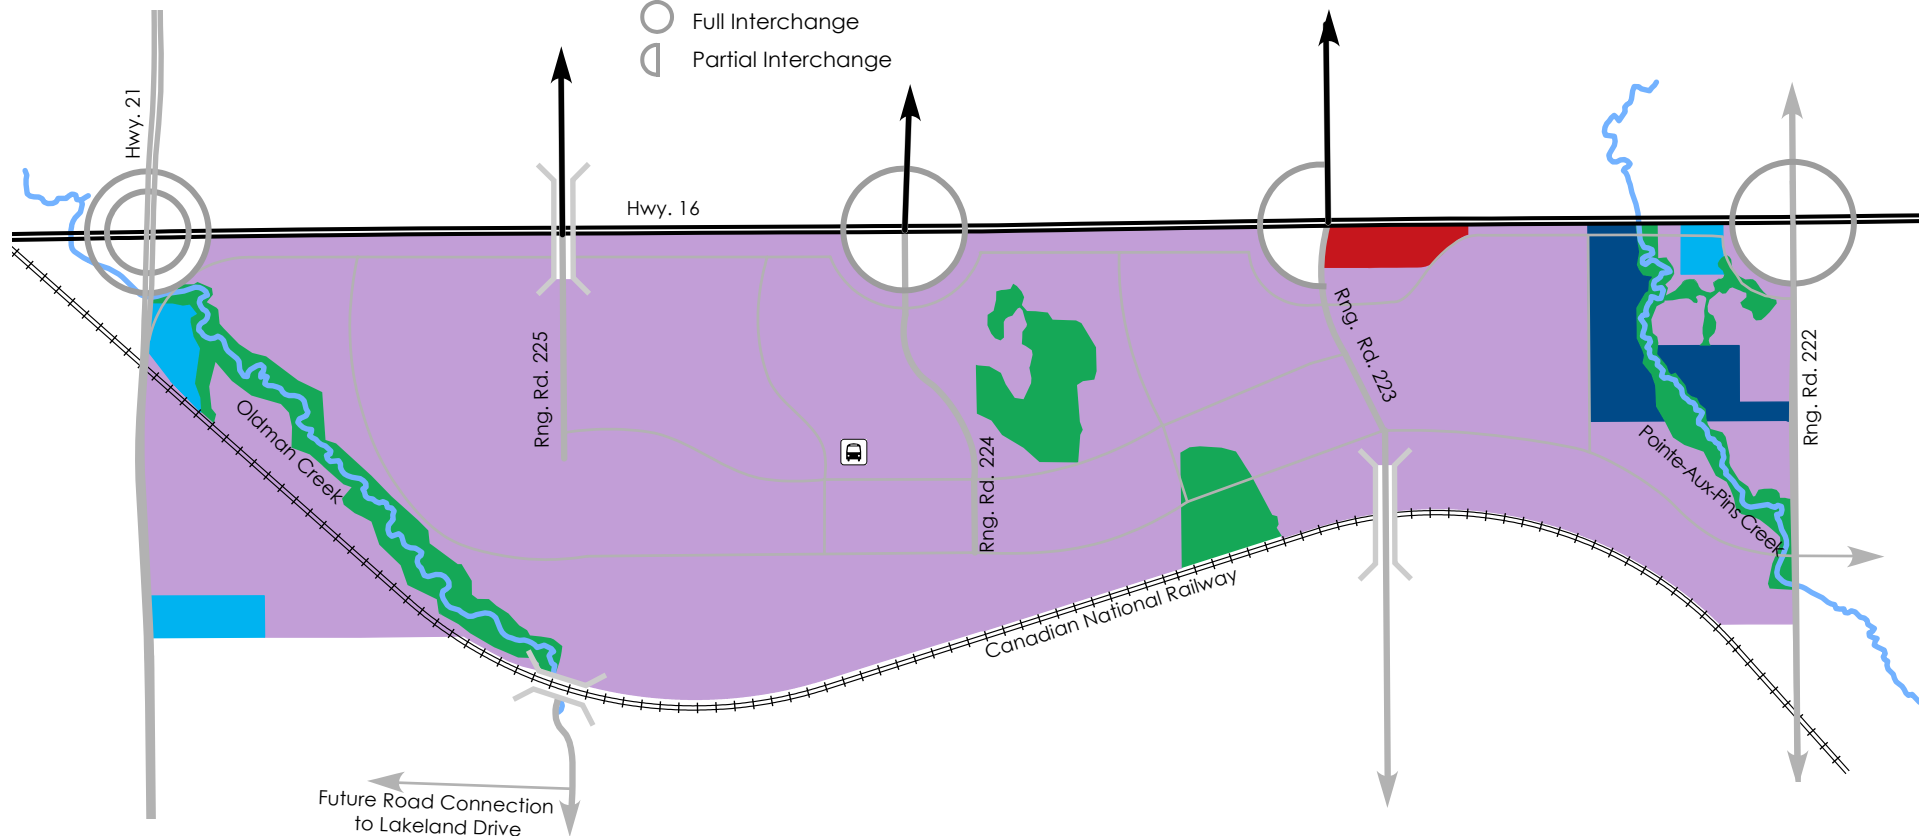 Full Interchange
Partial Interchange
Hwy. 21
Hwy. 16
Rng. Rd. 225
Rng. Rd. 224
Rng. Rd. 223
Rng. Rd. 222
Oldman Creek
Pointe-Aux-Pins Creek
Canadian National Railway
Future Road Connection
to Lakeland Drive